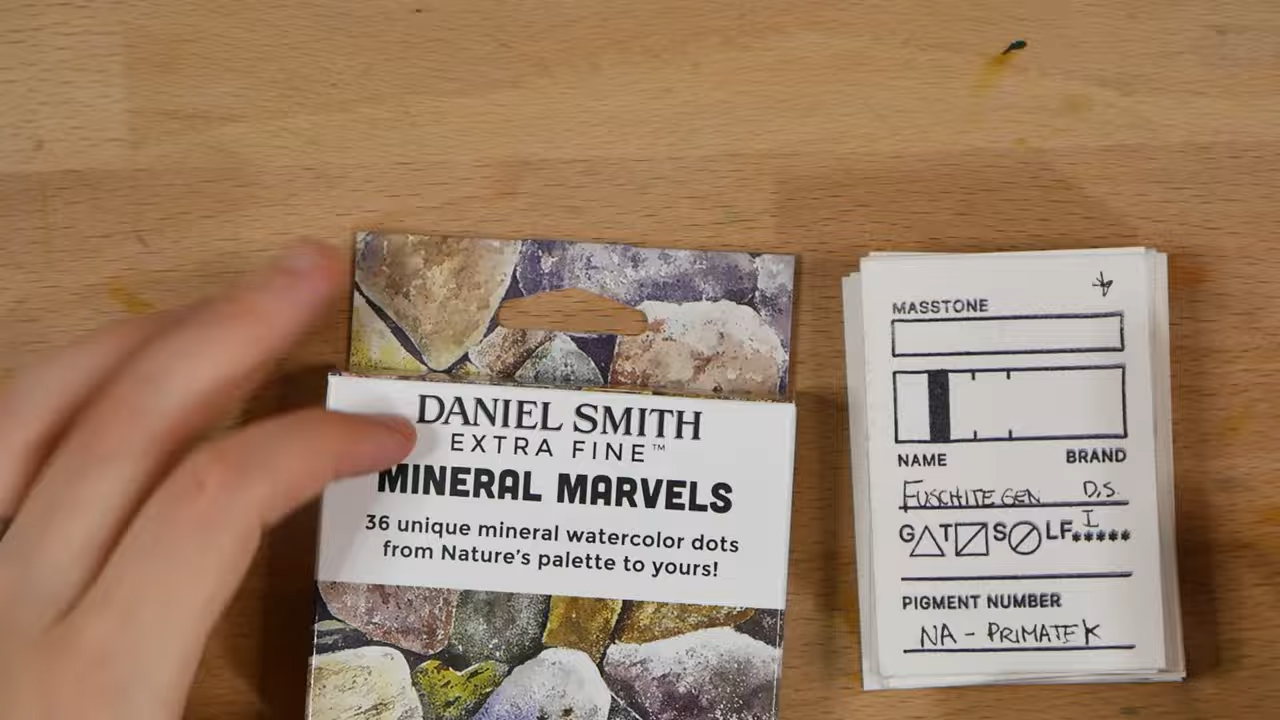 DANIEL SMITH
EXTRA FINE™
MINERAL MARVELS
36 unique mineral watercolor dots
from Nature's palette to yours!
MASSTONE
NAME BRAND
FUSCHITE GEN D.S.
I
G T S LF*****
PIGMENT NUMBER
NA - PRIMATEK